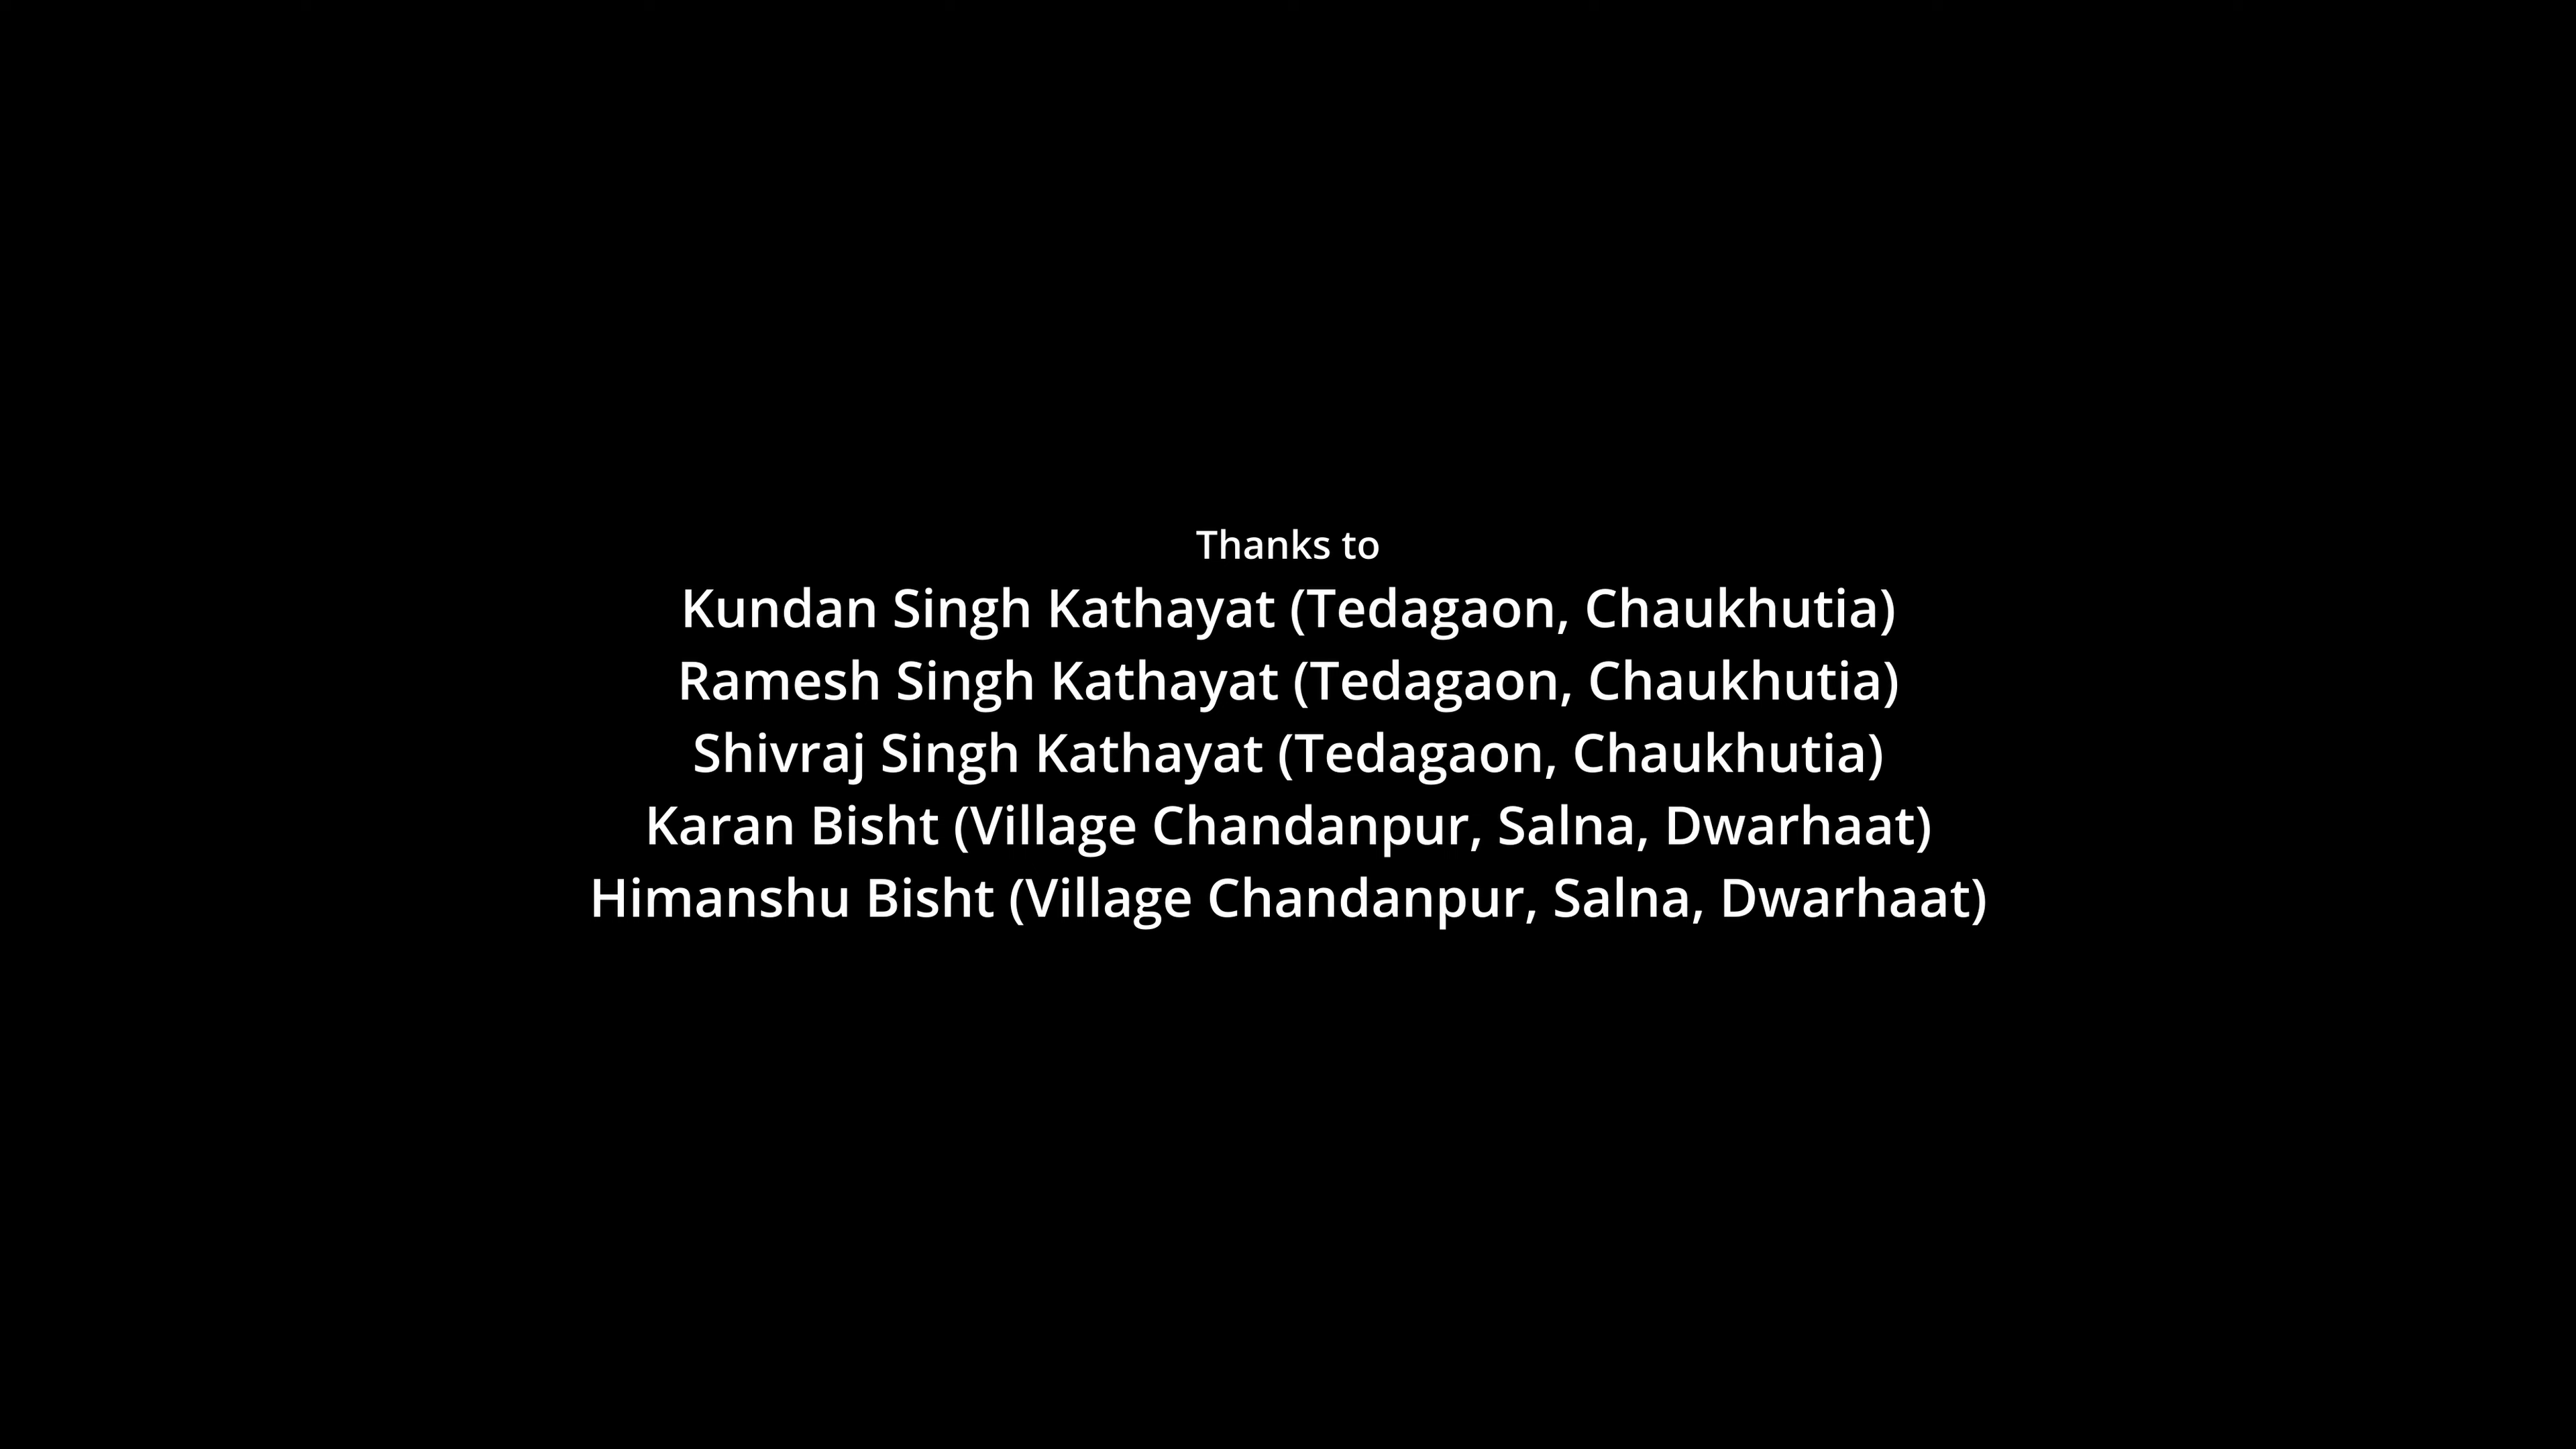 Thanks to
Kundan Singh Kathayat (Tedagaon, Chaukhutia)
Ramesh Singh Kathayat (Tedagaon, Chaukhutia)
Shivraj Singh Kathayat (Tedagaon, Chaukhutia)
Karan Bisht (Village Chandanpur, Salna, Dwarhaat)
Himanshu Bisht (Village Chandanpur, Salna, Dwarhaat)